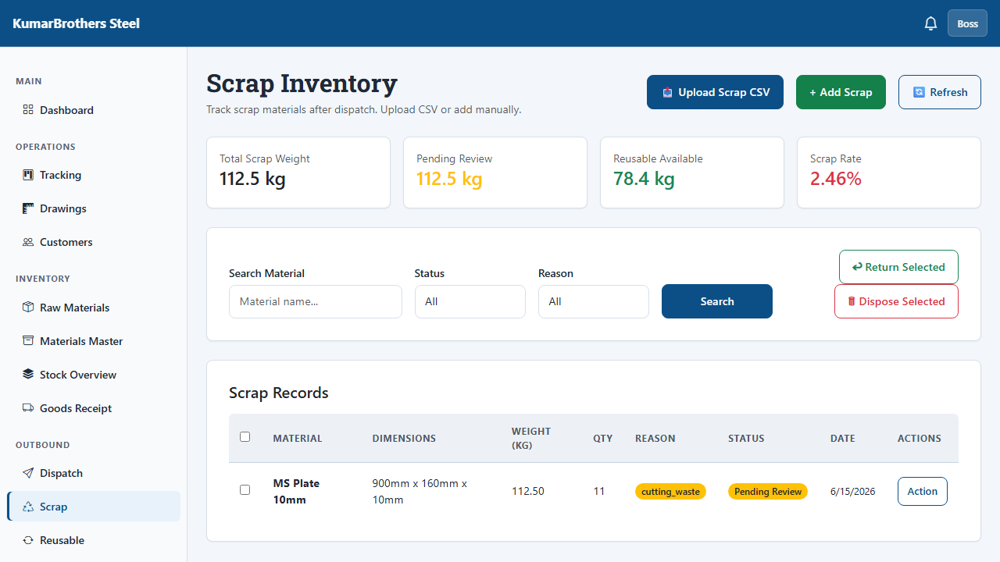 KumarBrothers Steel
Boss
MAIN
Dashboard
OPERATIONS
Tracking
Drawings
Customers
INVENTORY
Raw Materials
Materials Master
Stock Overview
Goods Receipt
OUTBOUND
Dispatch
Scrap
Reusable
Scrap Inventory
Track scrap materials after dispatch. Upload CSV or add manually.
Upload Scrap CSV
+ Add Scrap
Refresh
Total Scrap Weight
112.5 kg
Pending Review
112.5 kg
Reusable Available
78.4 kg
Scrap Rate
2.46%
Search Material
Material name...
Status
All
Reason
All
Search
Return Selected
Dispose Selected
Scrap Records
MATERIAL
DIMENSIONS
WEIGHT
(KG)
QTY
REASON
STATUS
DATE
ACTIONS
MS Plate
10mm
900mm x 160mm x
10mm
112.50
11
cutting_waste
Pending Review
6/15/2026
Action